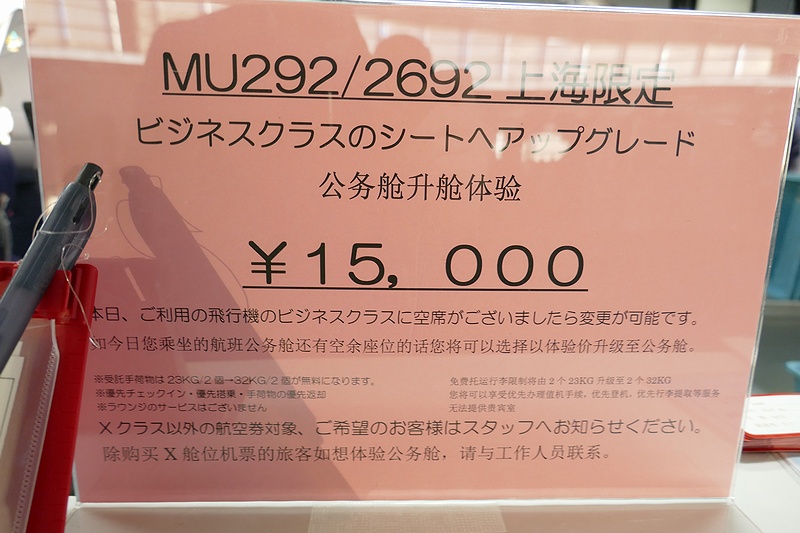 MU292/2692 上海限定
ビジネスクラスのシートへアップグレード
公务舱升舱体验
￥15，000
本日、ご利用の飛行機のビジネスクラスに空席がございましたら変更が可能です。
如今日您乘坐的航班公务舱还有空余座位的话您将可以选择以体验价升级至公务舱。
※受託手荷物は 23KG/2 個→32KG/2 個が無料になります。
※優先チェックイン・優先搭乗・手荷物の優先返却
※ラウンジのサービスはございません
免费托运行李限制将由 2 个 23KG 升级至 2 个 32KG
您将可以享受优先办理值机手续，优先登机，优先行李提取等服务
无法提供贵宾室
X クラス以外の航空券対象、ご希望のお客様はスタッフへお知らせください。
除购买 X 舱位机票的旅客如想体验公务舱，请与工作人员联系。